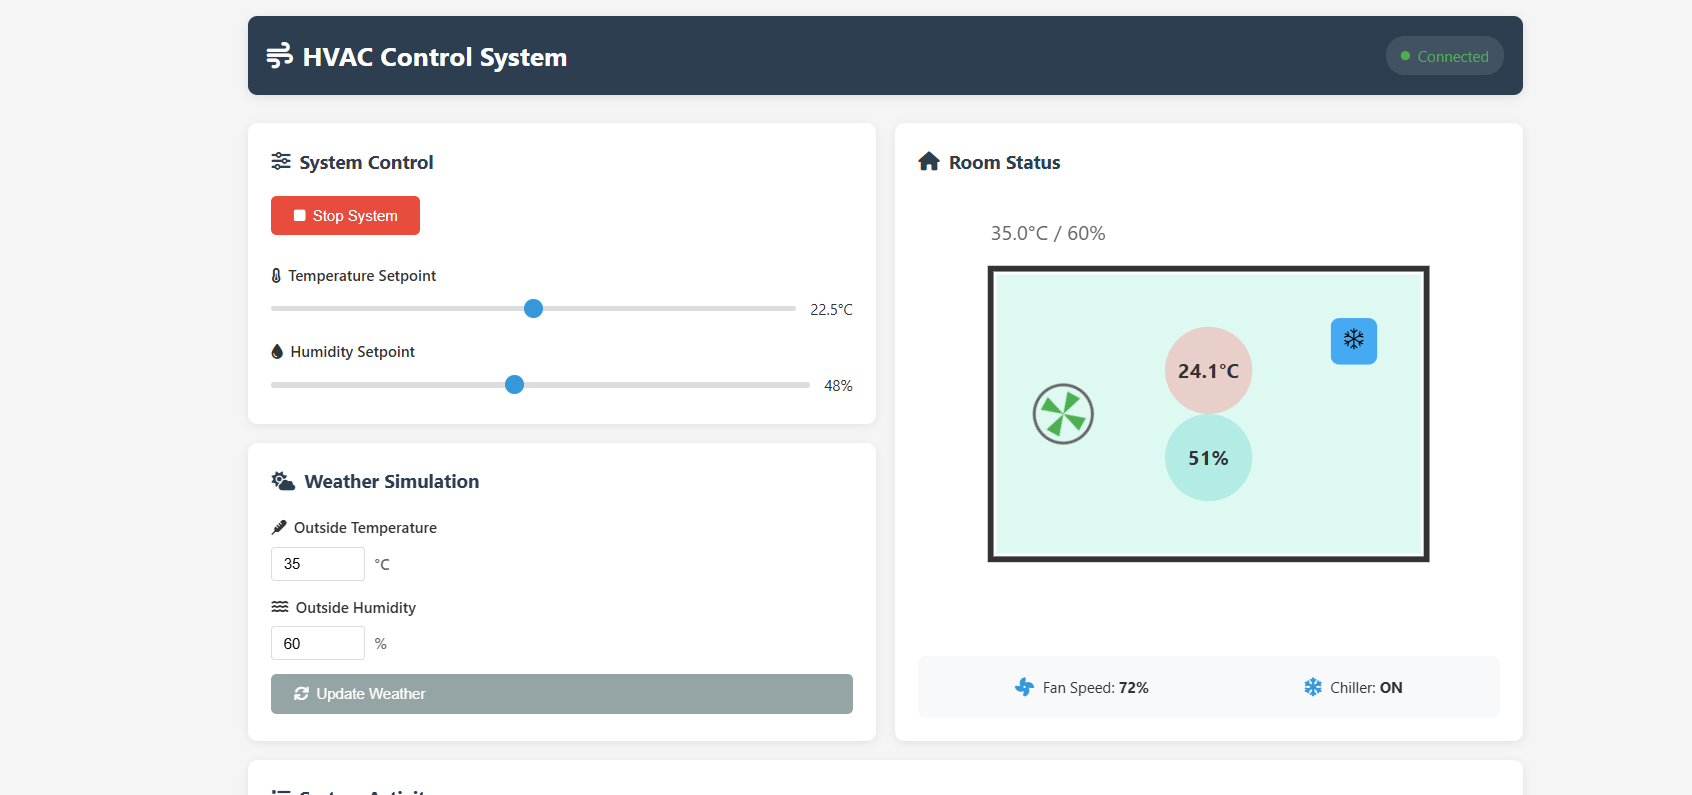 HVAC Control System
Connected
System Control
Stop System
Temperature Setpoint
22.5°C
Humidity Setpoint
48%
Weather Simulation
Outside Temperature
35 °C
Outside Humidity
60 %
Update Weather
Room Status
35.0°C / 60%
24.1°C
51%
Fan Speed: 72%
Chiller: ON